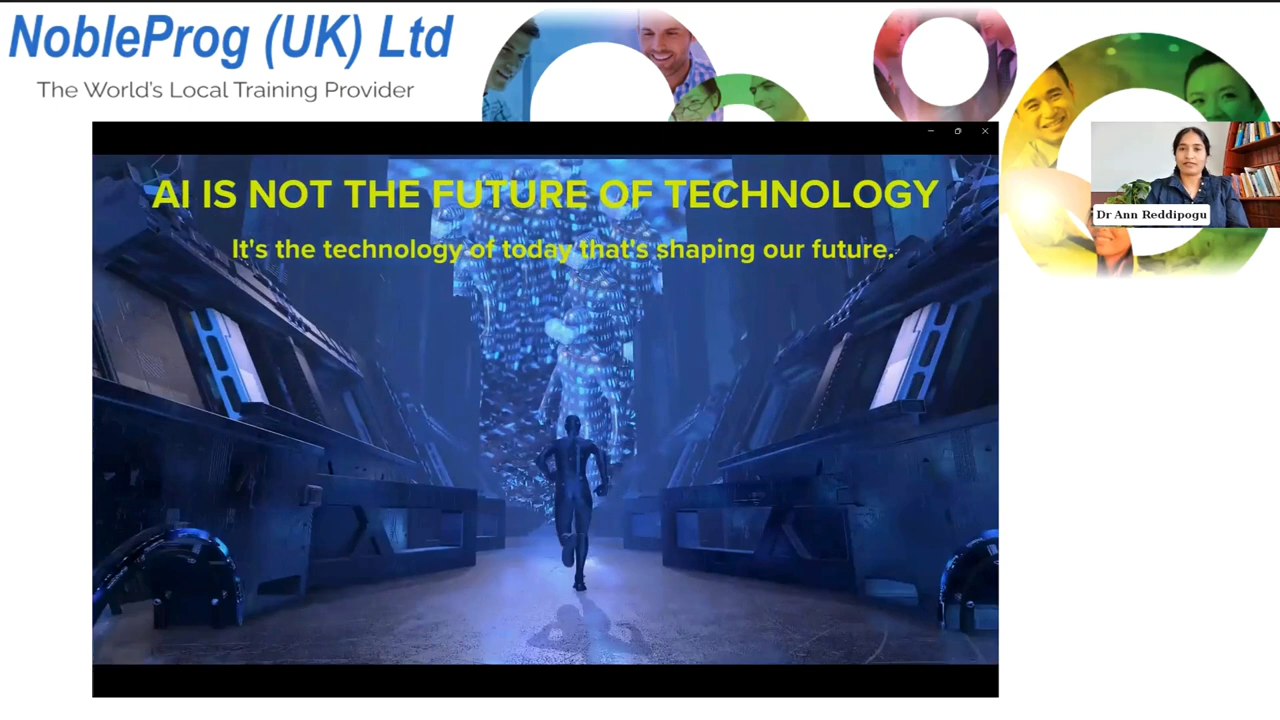 NobleProg (UK) Ltd
The World's Local Training Provider
AI IS NOT THE FUTURE OF TECHNOLOGY
It's the technology of today that's shaping our future.
Dr Ann Reddipogu